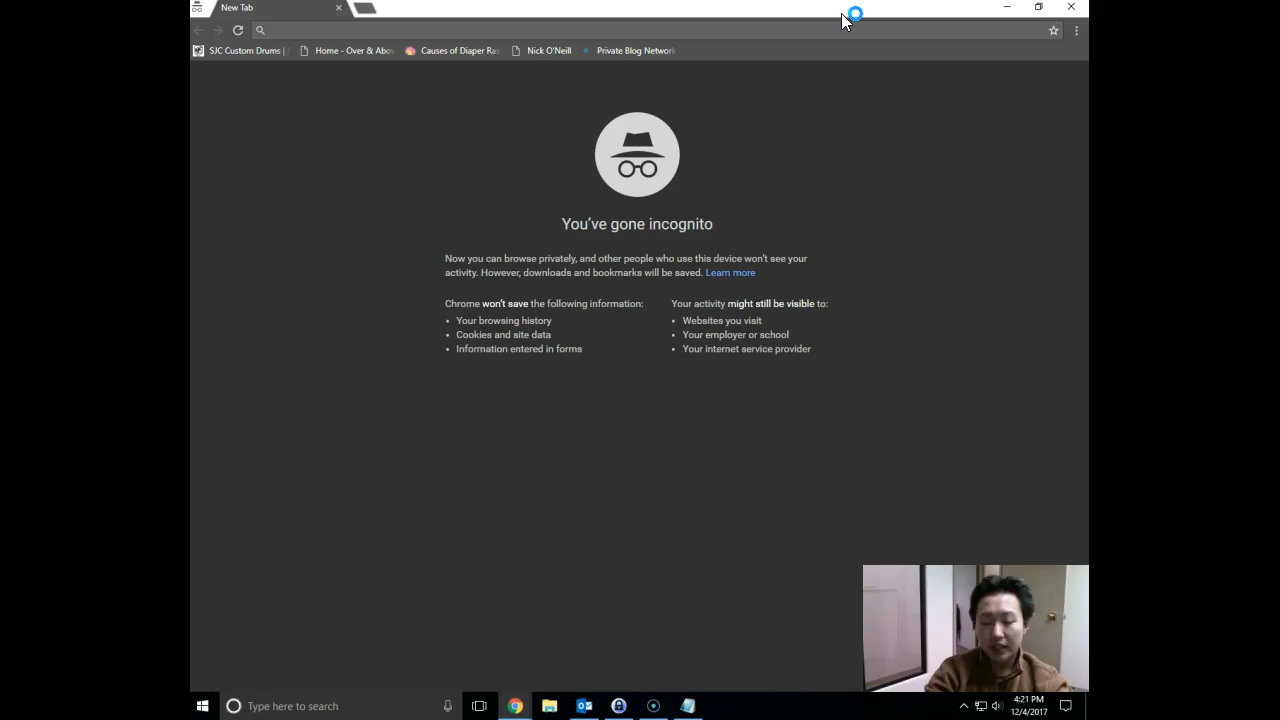 New Tab
SJC Custom Drums | Home - Over & Abov Causes of Diaper Ras Nick O'Neill Private Blog Network
You've gone incognito
Now you can browse privately, and other people who use this device won't see your
activity. However, downloads and bookmarks will be saved. Learn more
Chrome won't save the following information:
Your browsing history
Cookies and site data
Information entered in forms
Your activity might still be visible to:
Websites you visit
Your employer or school
Your internet service provider
Type here to search
4:21 PM
12/4/2017